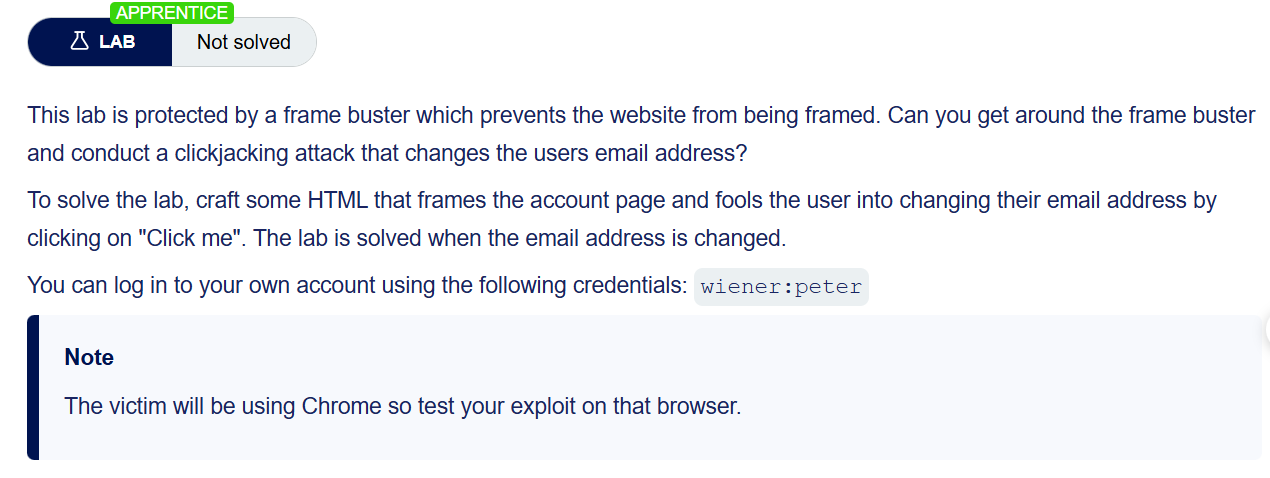 APPRENTICE
LAB Not solved
This lab is protected by a frame buster which prevents the website from being framed. Can you get around the frame buster
and conduct a clickjacking attack that changes the users email address?
To solve the lab, craft some HTML that frames the account page and fools the user into changing their email address by
clicking on "Click me". The lab is solved when the email address is changed.
You can log in to your own account using the following credentials: wiener:peter
Note
The victim will be using Chrome so test your exploit on that browser.